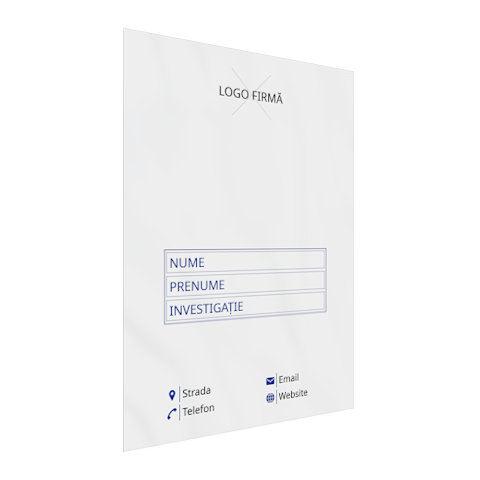 LOGO FIRMĂ
NUME
PRENUME
INVESTIGAȚIE
Strada
Telefon
Email
Website